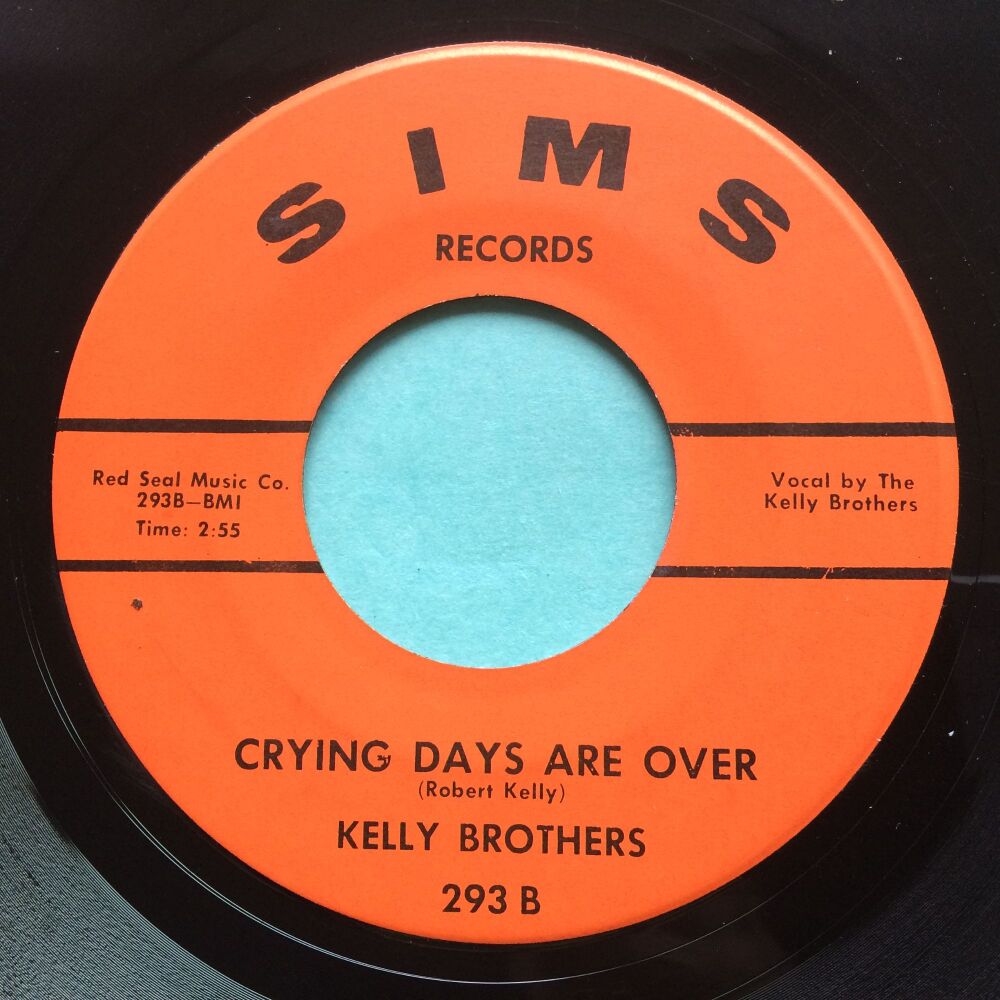 SIMS
RECORDS
Red Seal Music Co.
293B—BMI
Time: 2:55
Vocal by The
Kelly Brothers
CRYING DAYS ARE OVER
(Robert Kelly)
KELLY BROTHERS
293 B